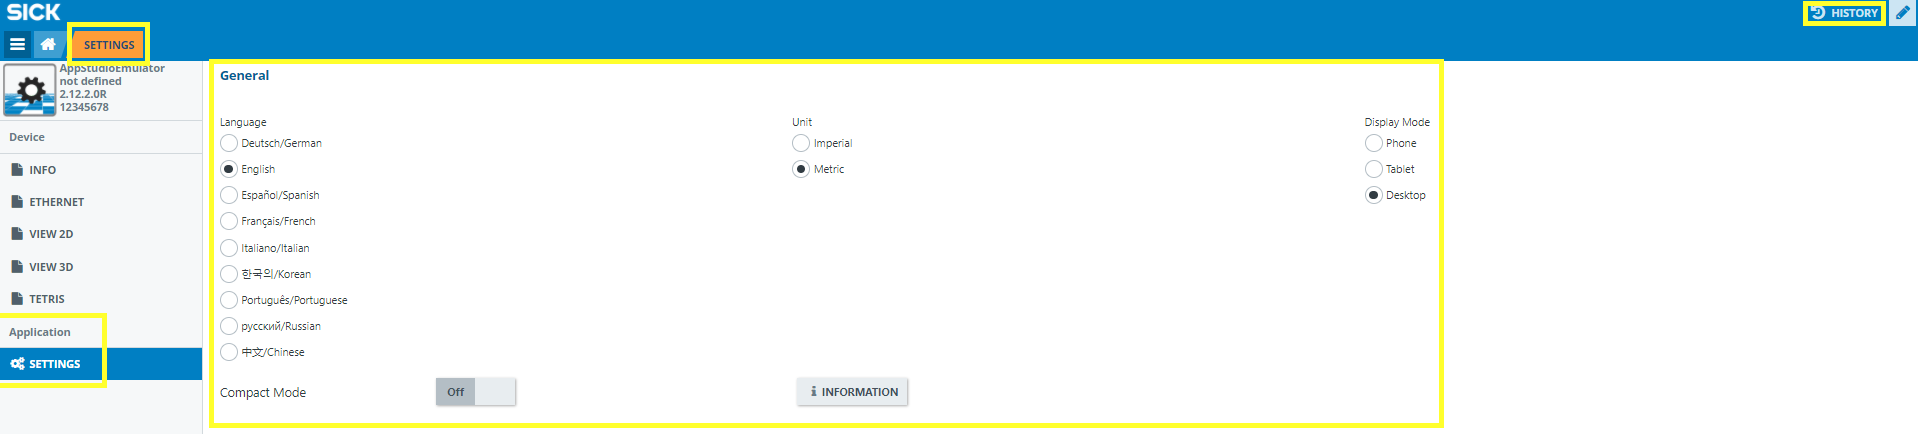 SICK
HISTORY
SETTINGS
AppStudioEmulator
not defined
2.12.2.0R
12345678
Device
INFO
ETHERNET
VIEW 2D
VIEW 3D
TETRIS
Application
SETTINGS
General
Language
Deutsch/German
English
Español/Spanish
Français/French
Italiano/Italian
한국의/Korean
Português/Portuguese
русский/Russian
中文/Chinese
Unit
Imperial
Metric
Display Mode
Phone
Tablet
Desktop
Compact Mode
Off
INFORMATION